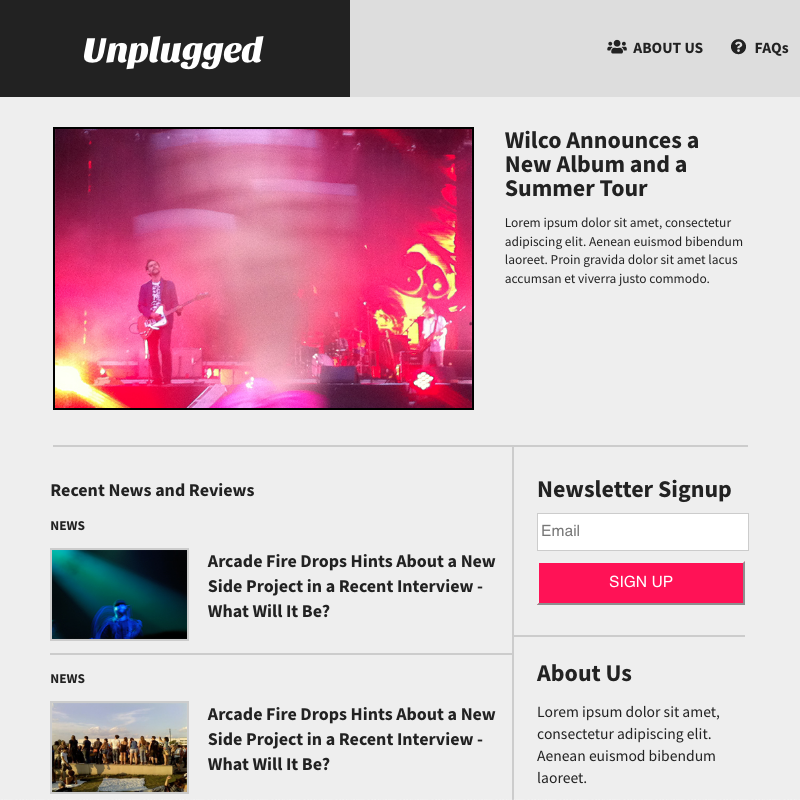 Unplugged
ABOUT US
FAQs
Wilco Announces a
New Album and a
Summer Tour
Lorem ipsum dolor sit amet, consectetur
adipiscing elit. Aenean euismod bibendum
laoreet. Proin gravida dolor sit amet lacus
accumsan et viverra justo commodo.
Recent News and Reviews
NEWS
Arcade Fire Drops Hints About a New
Side Project in a Recent Interview -
What Will It Be?
NEWS
Arcade Fire Drops Hints About a New
Side Project in a Recent Interview -
What Will It Be?
Newsletter Signup
Email
SIGN UP
About Us
Lorem ipsum dolor sit amet,
consectetur adipiscing elit.
Aenean euismod bibendum
laoreet.